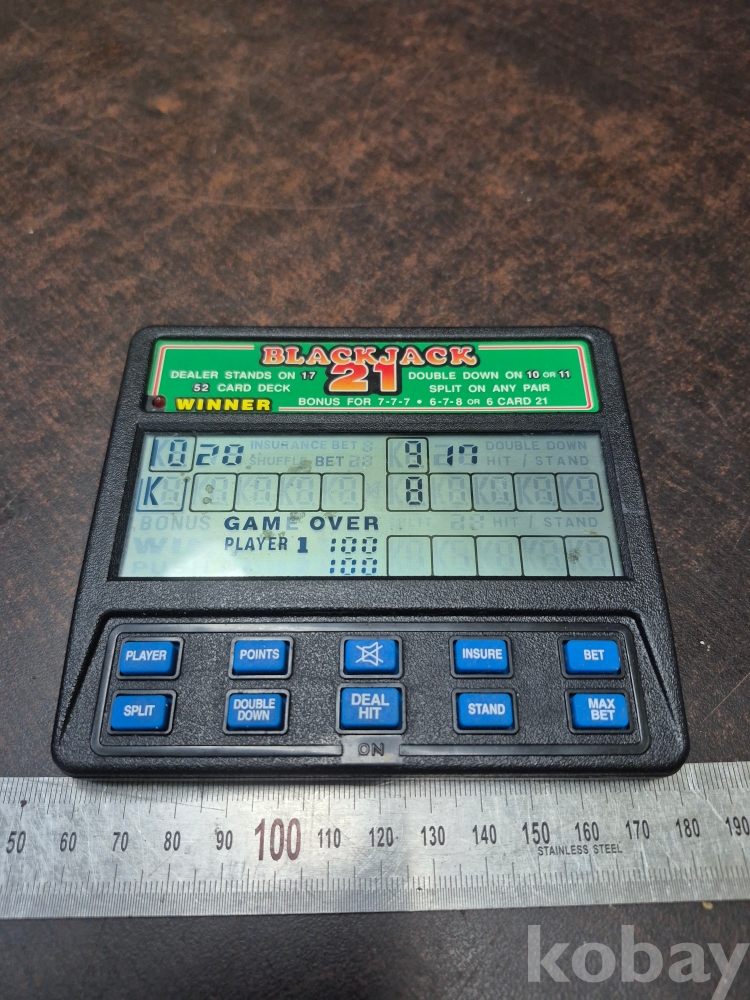 BLACKJACK
21
DEALER STANDS ON 17
52 CARD DECK
DOUBLE DOWN ON 10 OR 11
SPLIT ON ANY PAIR
WINNER
BONUS FOR 7-7-7 • 6-7-8 OR 6 CARD 21
20 INSURANCE BET
SHUFFLE BET
9 17 DOUBLE DOWN
HIT / STAND
K
8
BONUS GAME OVER
HIT / STAND
PLAYER 1 100
100
PLAYER POINTS INSURE BET
SPLIT DOUBLE DOWN DEAL HIT STAND MAX BET
ON
50 60 70 80 90 100 110 120 130 140 150 160 170 180 190
STAINLESS STEEL
kobay